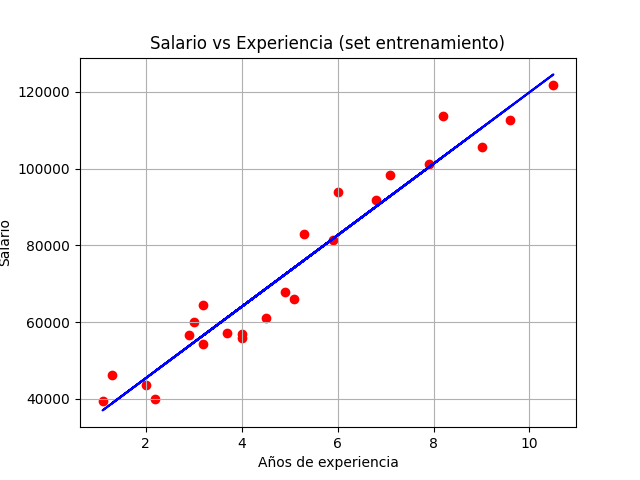 Salario vs Experiencia (set entrenamiento)
120000
100000
80000
60000
40000
Salario
2 4 6 8 10
Años de experiencia